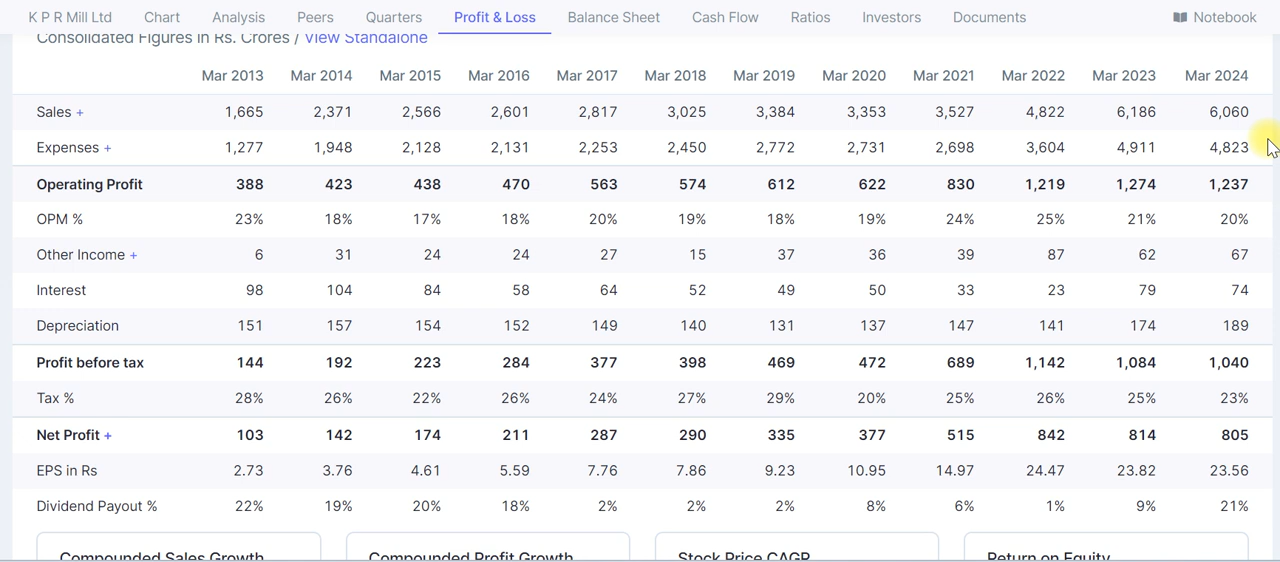 K P R Mill Ltd Chart Analysis Peers Quarters Profit & Loss Balance Sheet Cash Flow Ratios Investors Documents Notebook
Consolidated Figures in Rs. Crores / View Standalone
Mar 2013 Mar 2014 Mar 2015 Mar 2016 Mar 2017 Mar 2018 Mar 2019 Mar 2020 Mar 2021 Mar 2022 Mar 2023 Mar 2024
Sales + 1,665 2,371 2,566 2,601 2,817 3,025 3,384 3,353 3,527 4,822 6,186 6,060
Expenses + 1,277 1,948 2,128 2,131 2,253 2,450 2,772 2,731 2,698 3,604 4,911 4,823
Operating Profit 388 423 438 470 563 574 612 622 830 1,219 1,274 1,237
OPM % 23% 18% 17% 18% 20% 19% 18% 19% 24% 25% 21% 20%
Other Income + 6 31 24 24 27 15 37 36 39 87 62 67
Interest 98 104 84 58 64 52 49 50 33 23 79 74
Depreciation 151 157 154 152 149 140 131 137 147 141 174 189
Profit before tax 144 192 223 284 377 398 469 472 689 1,142 1,084 1,040
Tax % 28% 26% 22% 26% 24% 27% 29% 20% 25% 26% 25% 23%
Net Profit + 103 142 174 211 287 290 335 377 515 842 814 805
EPS in Rs 2.73 3.76 4.61 5.59 7.76 7.86 9.23 10.95 14.97 24.47 23.82 23.56
Dividend Payout % 22% 19% 20% 18% 2% 2% 2% 8% 6% 1% 9% 21%
Compounded Sales Growth Compounded Profit Growth Stock Price CAGR Return on Equity